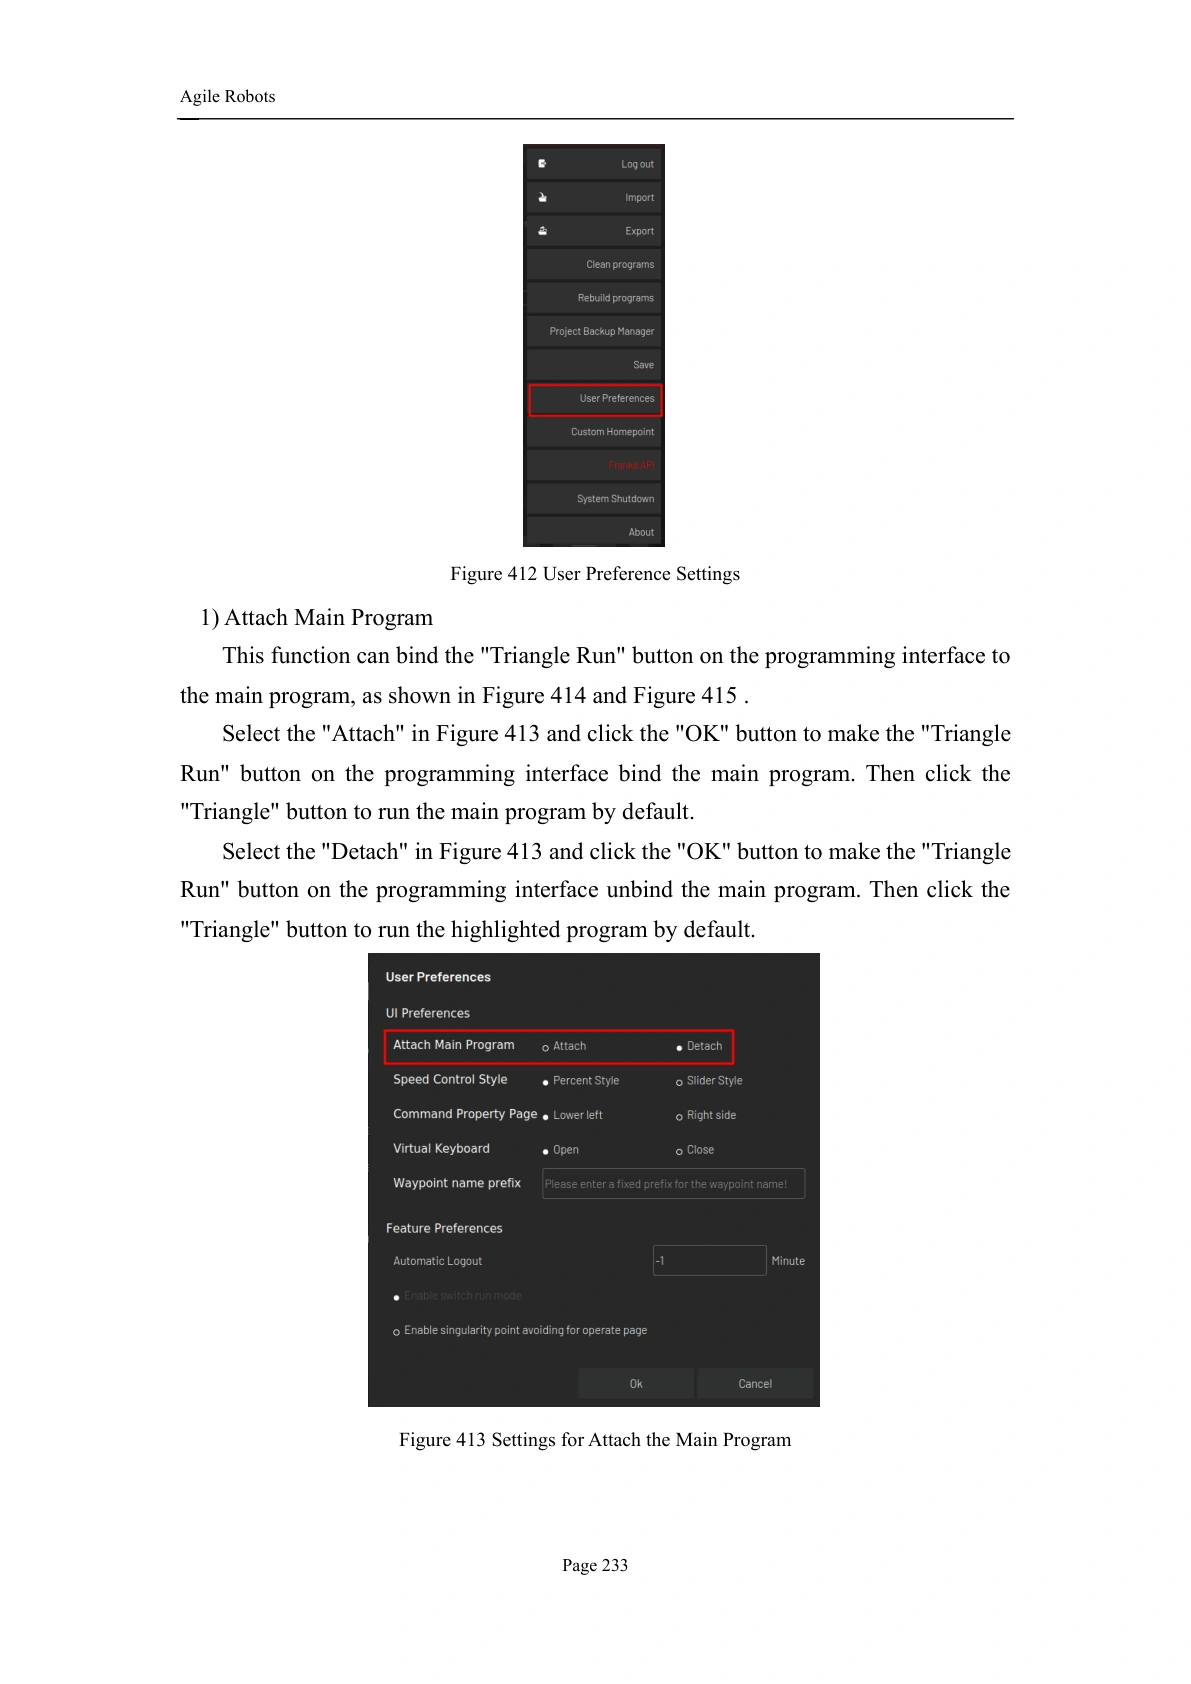 Agile Robots
Log out
Import
Export
Clean programs
Rebuild programs
Project Backup Manager
Save
User Preferences
Custom Homepoint
Franka API
System Shutdown
About
Figure 412 User Preference Settings
1) Attach Main Program
This function can bind the "Triangle Run" button on the programming interface to
the main program, as shown in Figure 414 and Figure 415 .
Select the "Attach" in Figure 413 and click the "OK" button to make the "Triangle
Run" button on the programming interface bind the main program. Then click the
"Triangle" button to run the main program by default.
Select the "Detach" in Figure 413 and click the "OK" button to make the "Triangle
Run" button on the programming interface unbind the main program. Then click the
"Triangle" button to run the highlighted program by default.
User Preferences
UI Preferences
Attach Main Program Attach Detach
Speed Control Style Percent Style Slider Style
Command Property Page Lower left Right side
Virtual Keyboard Open Close
Waypoint name prefix Please enter a fixed prefix for the waypoint name!
Feature Preferences
Automatic Logout -1 Minute
Enable switch run mode
Enable singularity point avoiding for operate page
Ok Cancel
Figure 413 Settings for Attach the Main Program
Page 233